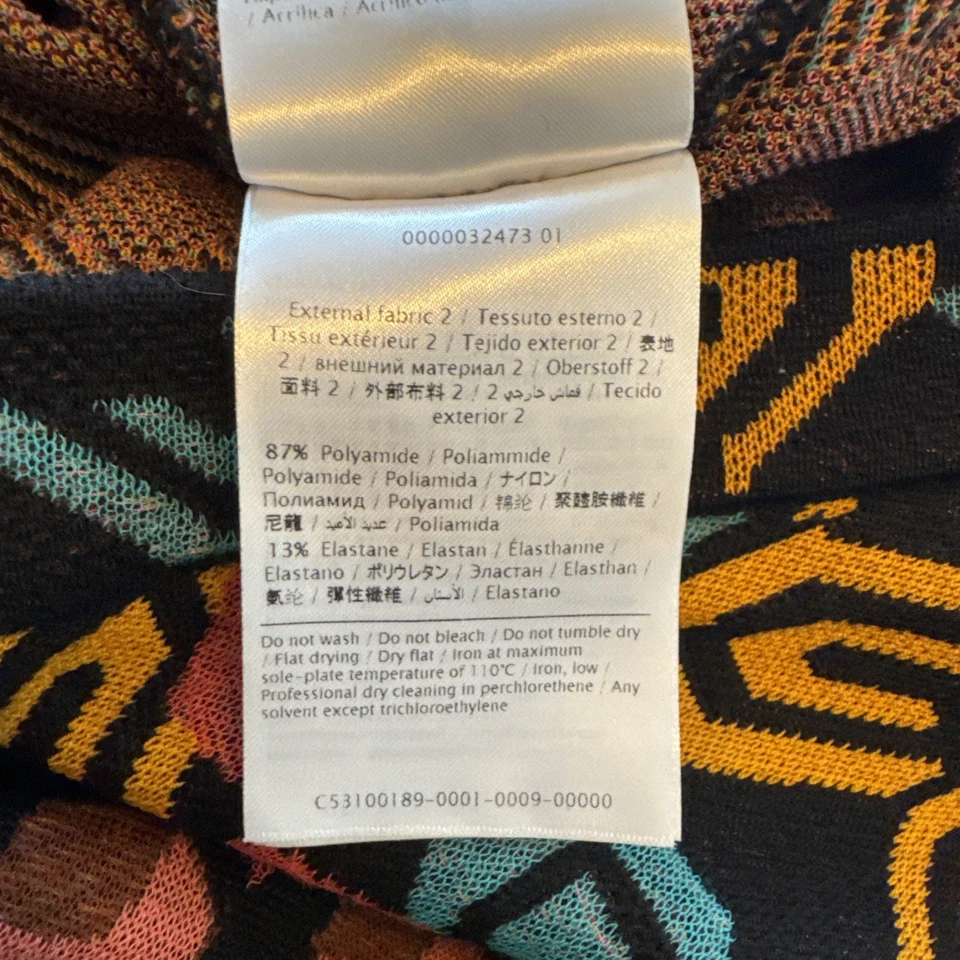 / Acrílica / Acrílico
0000032473 01
External fabric 2 / Tessuto esterno 2 /
Tissu extérieur 2 / Tejido exterior 2 / 表地
2 / внешний материал 2 / Oberstoff 2 /
面料 2 / 外部布料 2 / 2 قماش خارجي / Tecido
exterior 2
87% Polyamide / Poliammide /
Polyamide / Poliamida / ナイロン /
Полиамид / Polyamid / 锦纶 / 聚醯胺纖維 /
尼龍 / / Poliamida
13% Elastane / Elastan / Élasthanne /
Elastano / ポリウレタン / Эластан / Elasthan /
氨纶 / 彈性纖維 / الأستان / Elastano
Do not wash / Do not bleach / Do not tumble dry
/ Flat drying / Dry flat / Iron at maximum
sole-plate temperature of 110°C / Iron, low /
Professional dry cleaning in perchlorethene / Any
solvent except trichloroethylene
C53100189-0001-0009-00000